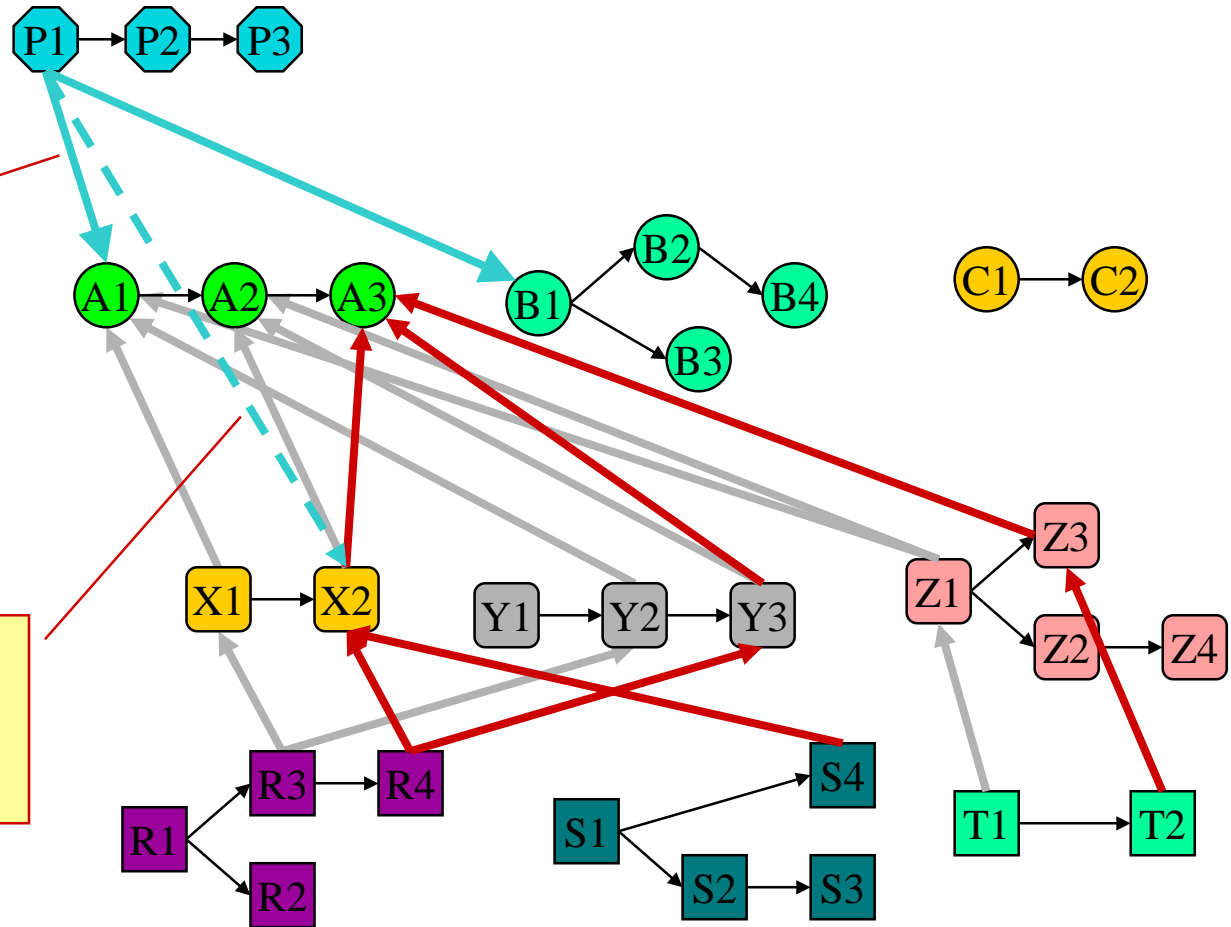 P1 P2 P3
B2
A1 A2 A3 B1 B4 C1 C2
B3
Z3
X1 X2 Y1 Y2 Y3 Z1
Z2 Z4
R3 R4 S4
R1 S1 T1 T2
R2 S2 S3